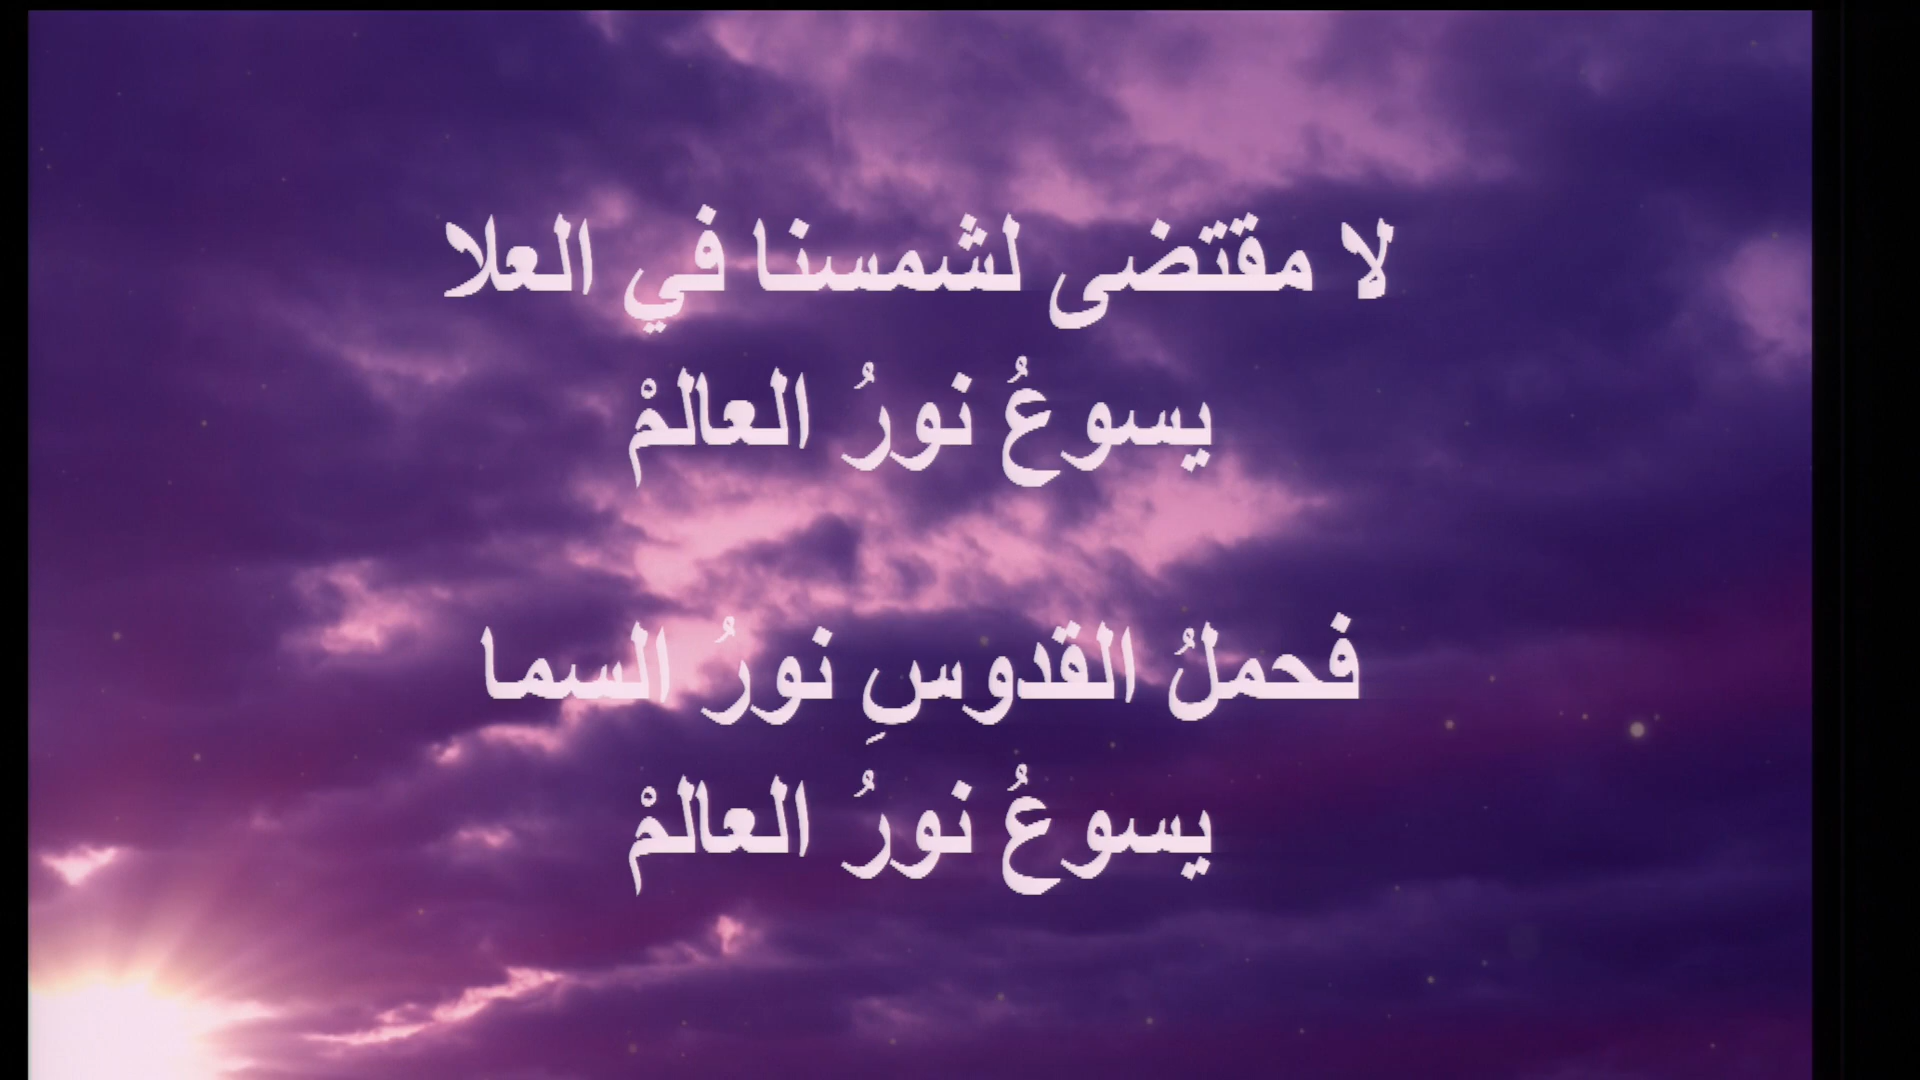 لا مقتضى لشمسنا في العلا
يسوعُ نورُ العالمْ
فحملُ القدوسِ نورُ السما
يسوعُ نورُ العالمْ